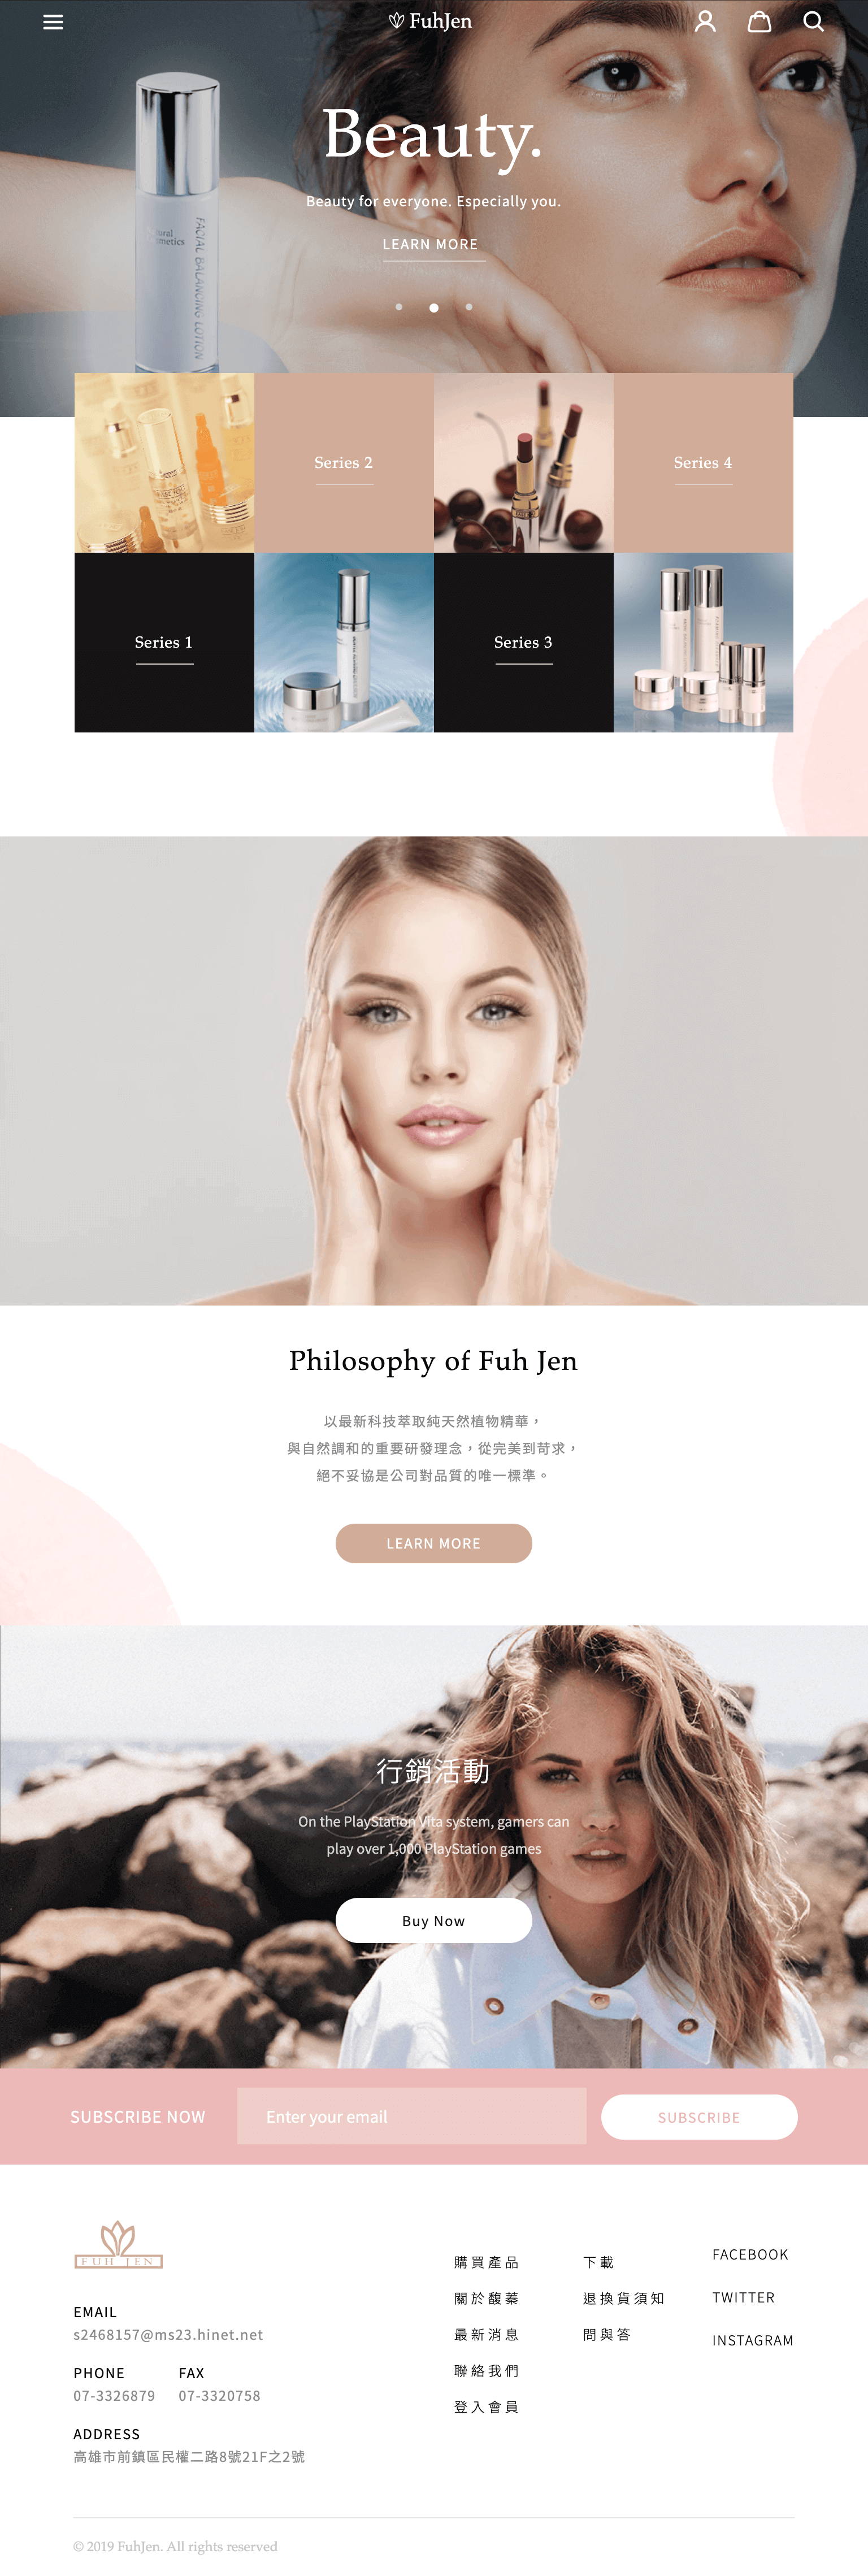 FuhJen
Beauty.
Beauty for everyone. Especially you.
LEARN MORE
FACIAL BALANCING LOTION
Series 2
Series 4
Series 1
Series 3
Philosophy of Fuh Jen
以最新科技萃取純天然植物精華，
與自然調和的重要研發理念，從完美到苛求，
絕不妥協是公司對品質的唯一標準。
LEARN MORE
行銷活動
On the PlayStation Vita system, gamers can
play over 1,000 PlayStation games
Buy Now
SUBSCRIBE NOW
Enter your email
SUBSCRIBE
FUH JEN
EMAIL
s2468157@ms23.hinet.net
PHONE
07-3326879
FAX
07-3320758
ADDRESS
高雄市前鎮區民權二路8號21F之2號
購買產品
關於馥蓁
最新消息
聯絡我們
登入會員
下載
退換貨須知
問與答
FACEBOOK
TWITTER
INSTAGRAM
© 2019 FuhJen. All rights reserved